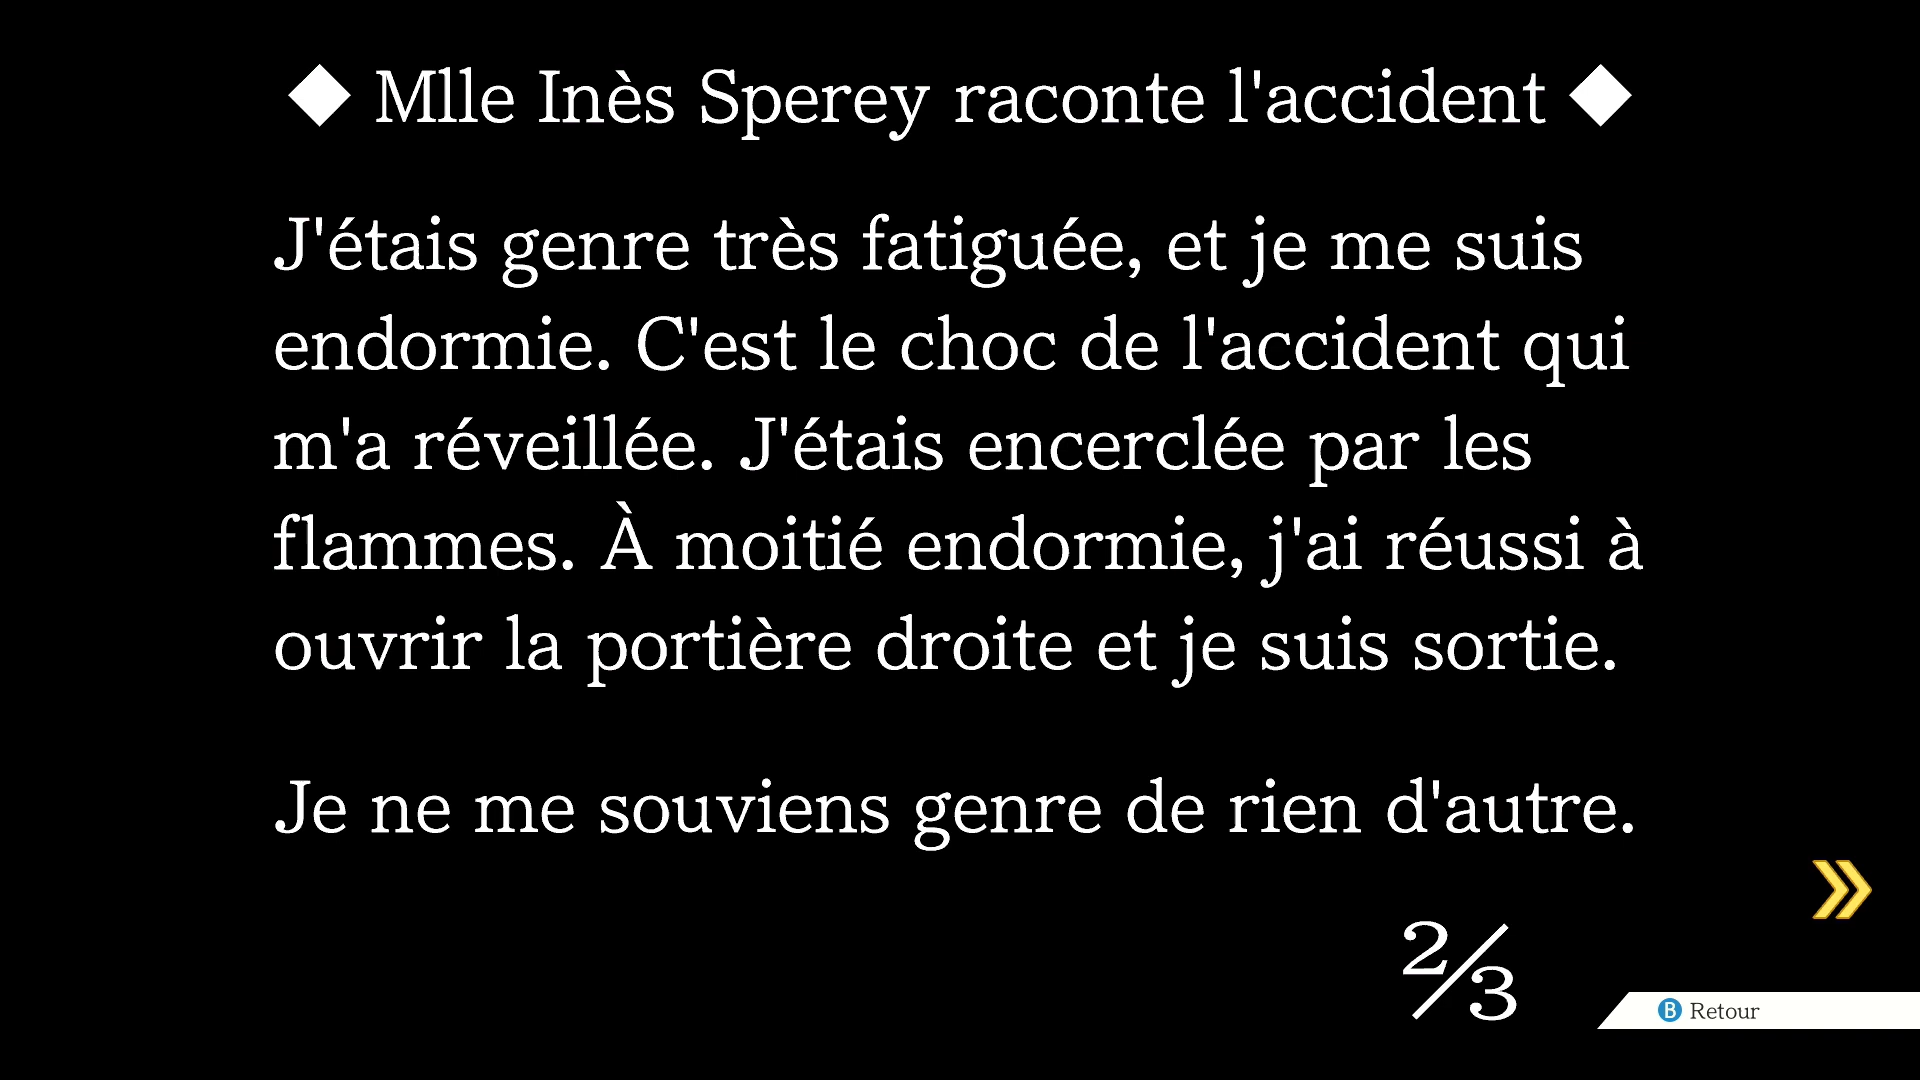 ◆ Mlle Inès Sperey raconte l'accident ◆
J'étais genre très fatiguée, et je me suis
endormie. C'est le choc de l'accident qui
m'a réveillée. J'étais encerclée par les
flammes. À moitié endormie, j'ai réussi à
ouvrir la portière droite et je suis sortie.
Je ne me souviens genre de rien d'autre.
2/3
B Retour